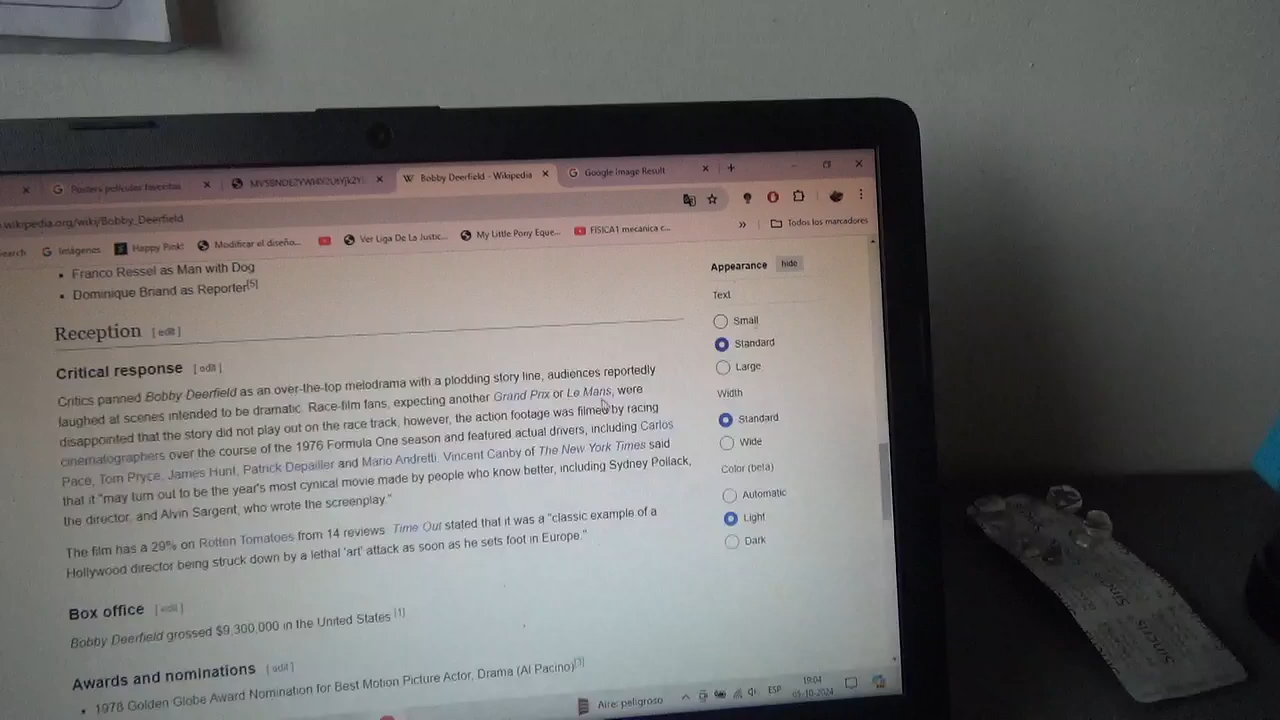 Posters películas favoritas
Bobby Deerfield - Wikipedia
Google Image Result
.wikipedia.org/wiki/Bobby_Deerfield
Search
Imágenes
Happy Pink!
Modificar el diseño...
Ver Liga De La Justic...
My Little Pony Eque...
FISICA1 mecanica c...
»
Todos los marcadores
• Franco Ressel as Man with Dog
• Dominique Briand as Reporter[5]
Reception [edit]
Critical response [edit]
Critics panned Bobby Deerfield as an over-the-top melodrama with a plodding story line, audiences reportedly
laughed at scenes intended to be dramatic. Race-film fans, expecting another Grand Prix or Le Mans, were
disappointed that the story did not play out on the race track, however, the action footage was filmed by racing
cinematographers over the course of the 1976 Formula One season and featured actual drivers, including Carlos
Pace, Tom Pryce, James Hunt, Patrick Depailler and Mario Andretti. Vincent Canby of The New York Times said
that it "may turn out to be the year's most cynical movie made by people who know better, including Sydney Pollack,
the director, and Alvin Sargent, who wrote the screenplay."
The film has a 29% on Rotten Tomatoes from 14 reviews. Time Out stated that it was a "classic example of a
Hollywood director being struck down by a lethal 'art' attack as soon as he sets foot in Europe."
Box office [edit]
Bobby Deerfield grossed $9,300,000 in the United States.[1]
Awards and nominations [edit]
• 1978 Golden Globe Award Nomination for Best Motion Picture Actor, Drama (Al Pacino)[3]
Appearance hide
Text
Small
Standard
Large
Width
Standard
Wide
Color (beta)
Automatic
Light
Dark
Aire: peligroso
ESP
19:04
05-10-2024